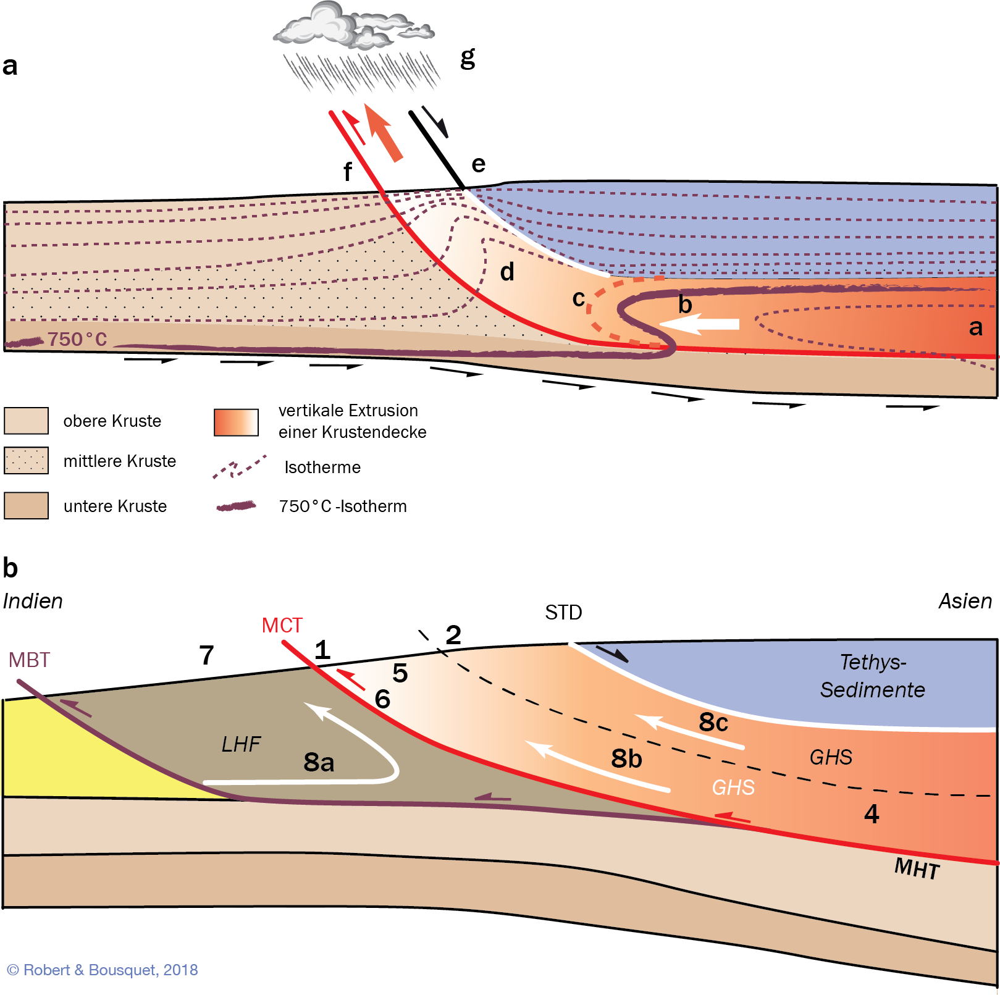 a
g
f
e
d
c
b
a
750°C
obere Kruste
vertikale Extrusion
einer Krustendecke
mittlere Kruste
Isotherme
untere Kruste
750°C-Isotherm
b
Indien
Asien
STD
MCT
2
1
7
MBT
5
6
Tethys-
Sedimente
8c
LHF
8a
8b
GHS
GHS
4
MHT
© Robert & Bousquet, 2018